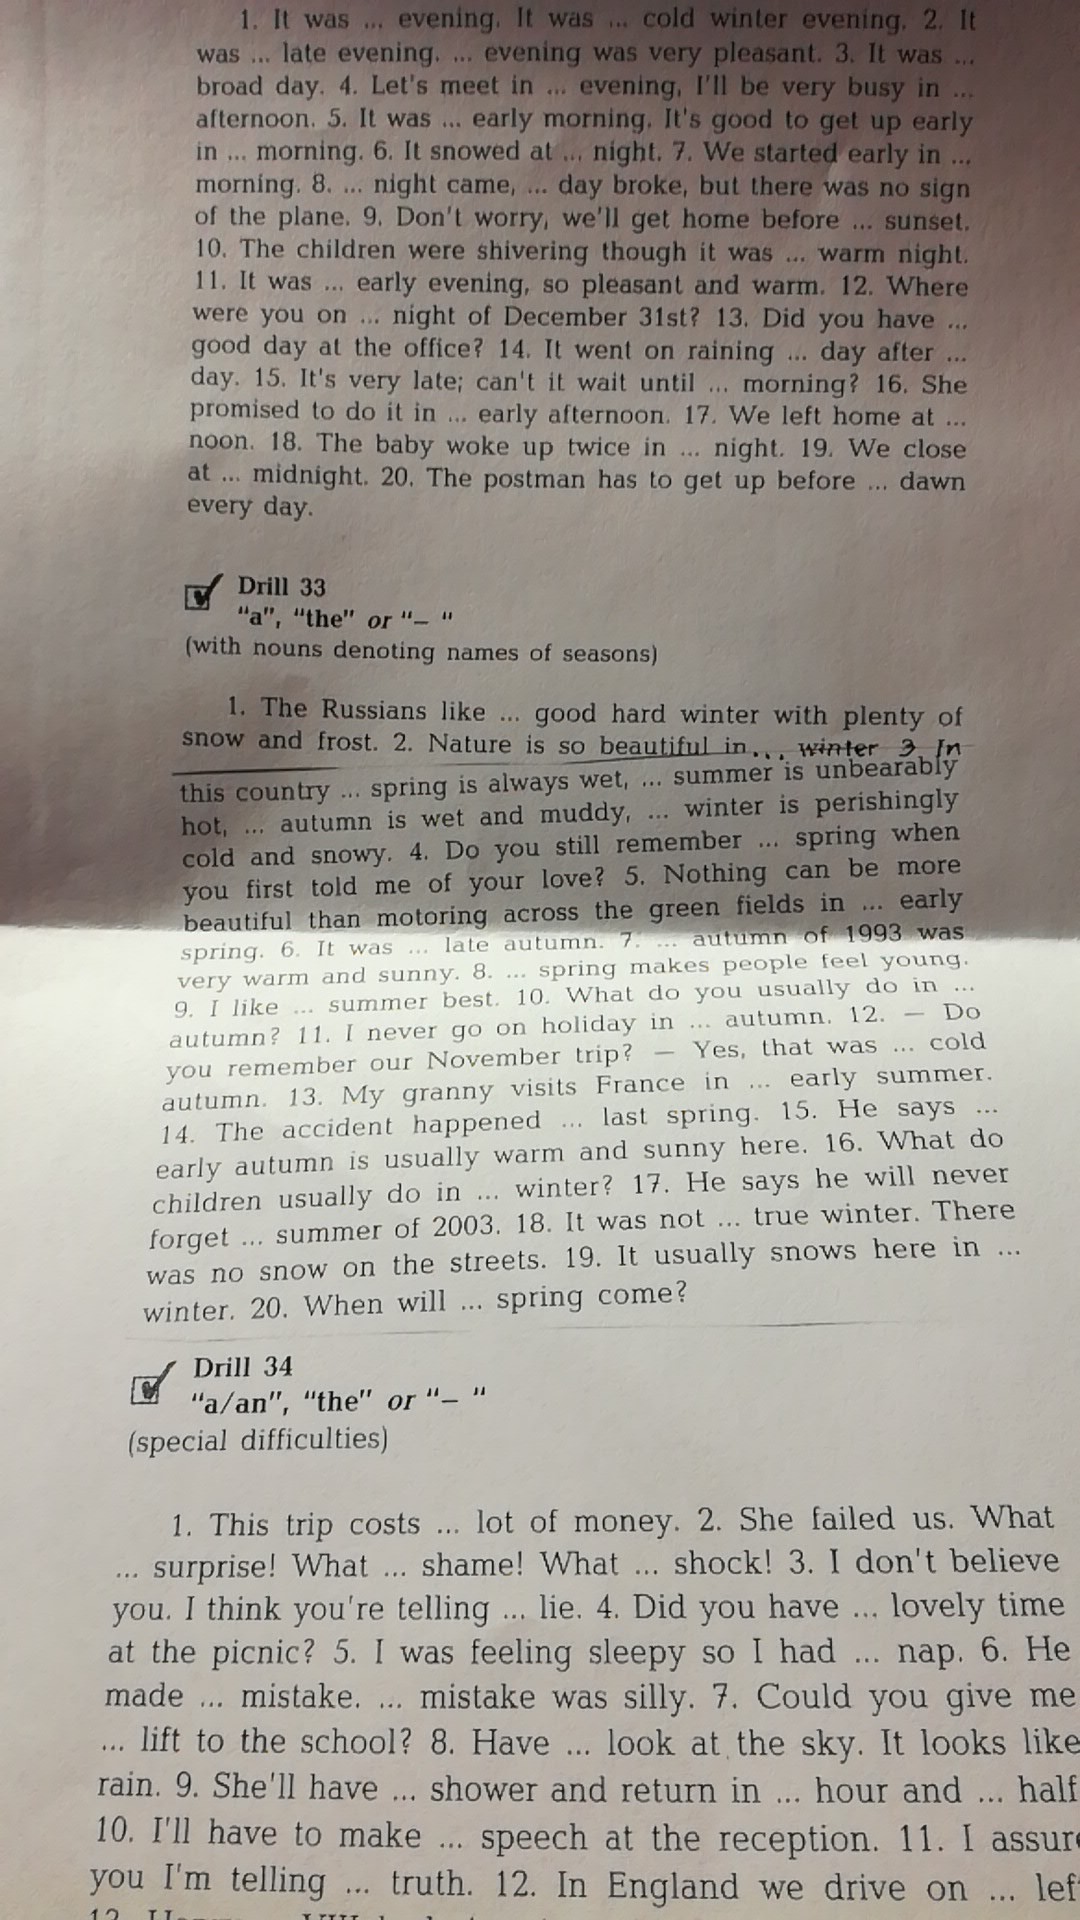 1. It was ... evening. It was ... cold winter evening. 2. It
was ... late evening. ... evening was very pleasant. 3. It was ...
broad day. 4. Let's meet in ... evening, I'll be very busy in ...
afternoon. 5. It was ... early morning. It's good to get up early
in ... morning. 6. It snowed at ... night. 7. We started early in ...
morning. 8. ... night came, ... day broke, but there was no sign
of the plane. 9. Don't worry, we'll get home before ... sunset.
10. The children were shivering though it was ... warm night.
11. It was ... early evening, so pleasant and warm. 12. Where
were you on ... night of December 31st? 13. Did you have ...
good day at the office? 14. It went on raining ... day after ...
day. 15. It's very late; can't it wait until ... morning? 16. She
promised to do it in ... early afternoon. 17. We left home at ...
noon. 18. The baby woke up twice in ... night. 19. We close
at ... midnight. 20. The postman has to get up before ... dawn
every day.
Drill 33
"a", "the" or "– "
(with nouns denoting names of seasons)
1. The Russians like ... good hard winter with plenty of
snow and frost. 2. Nature is so beautiful in... winter 3 In
this country ... spring is always wet, ... summer is unbearably
hot, ... autumn is wet and muddy, ... winter is perishingly
cold and snowy. 4. Do you still remember ... spring when
you first told me of your love? 5. Nothing can be more
beautiful than motoring across the green fields in ... early
spring. 6. It was ... late autumn. 7. ... autumn of 1993 was
very warm and sunny. 8. ... spring makes people feel young.
9. I like ... summer best. 10. What do you usually do in ...
autumn? 11. I never go on holiday in ... autumn. 12. — Do
you remember our November trip? — Yes, that was ... cold
autumn. 13. My granny visits France in ... early summer.
14. The accident happened ... last spring. 15. He says ...
early autumn is usually warm and sunny here. 16. What do
children usually do in ... winter? 17. He says he will never
forget ... summer of 2003. 18. It was not ... true winter. There
was no snow on the streets. 19. It usually snows here in ...
winter. 20. When will ... spring come?
Drill 34
"a/an", "the" or "– "
(special difficulties)
1. This trip costs ... lot of money. 2. She failed us. What
... surprise! What ... shame! What ... shock! 3. I don't believe
you. I think you're telling ... lie. 4. Did you have ... lovely time
at the picnic? 5. I was feeling sleepy so I had ... nap. 6. He
made ... mistake. ... mistake was silly. 7. Could you give me
... lift to the school? 8. Have ... look at the sky. It looks like
rain. 9. She'll have ... shower and return in ... hour and ... half
10. I'll have to make ... speech at the reception. 11. I assure
you I'm telling ... truth. 12. In England we drive on ... lef